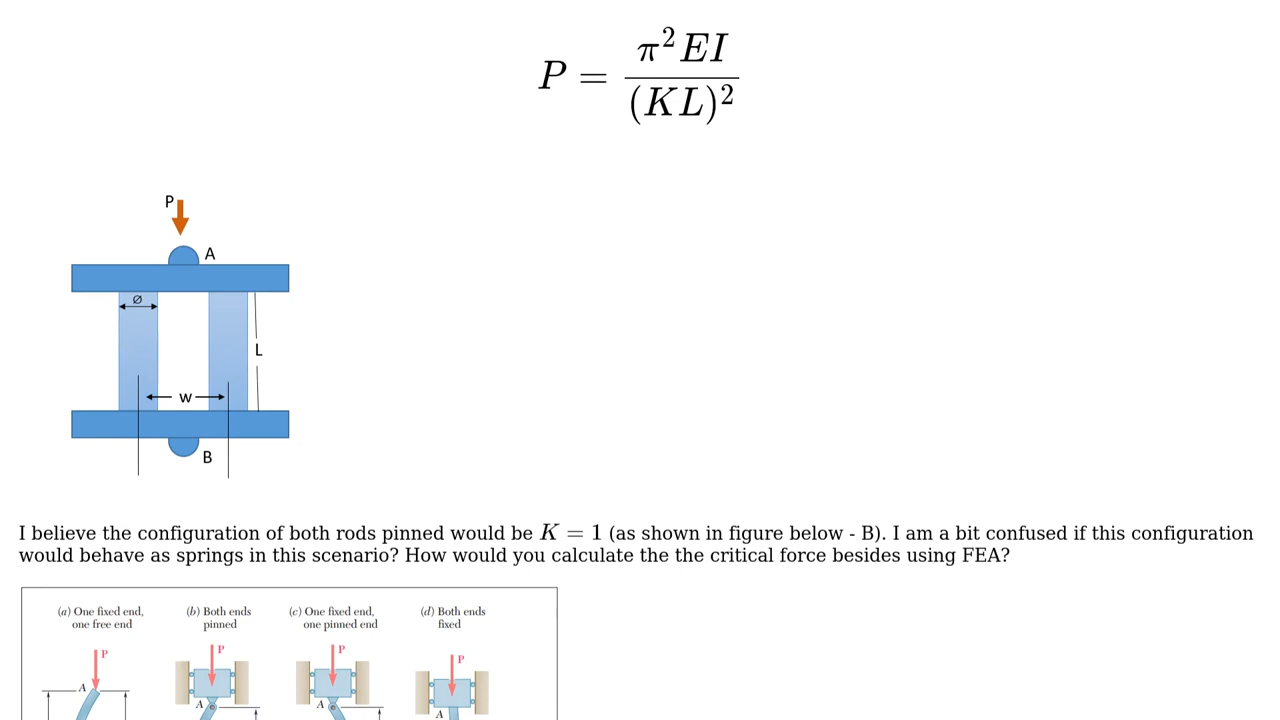 P = π²EI / (KL)²
P
A
Ø
L
w
B
I believe the configuration of both rods pinned would be K = 1 (as shown in figure below - B). I am a bit confused if this configuration
would behave as springs in this scenario? How would you calculate the the critical force besides using FEA?
(a) One fixed end, (b) Both ends (c) One fixed end, (d) Both ends
one free end pinned one pinned end fixed
P P P P
A A A A